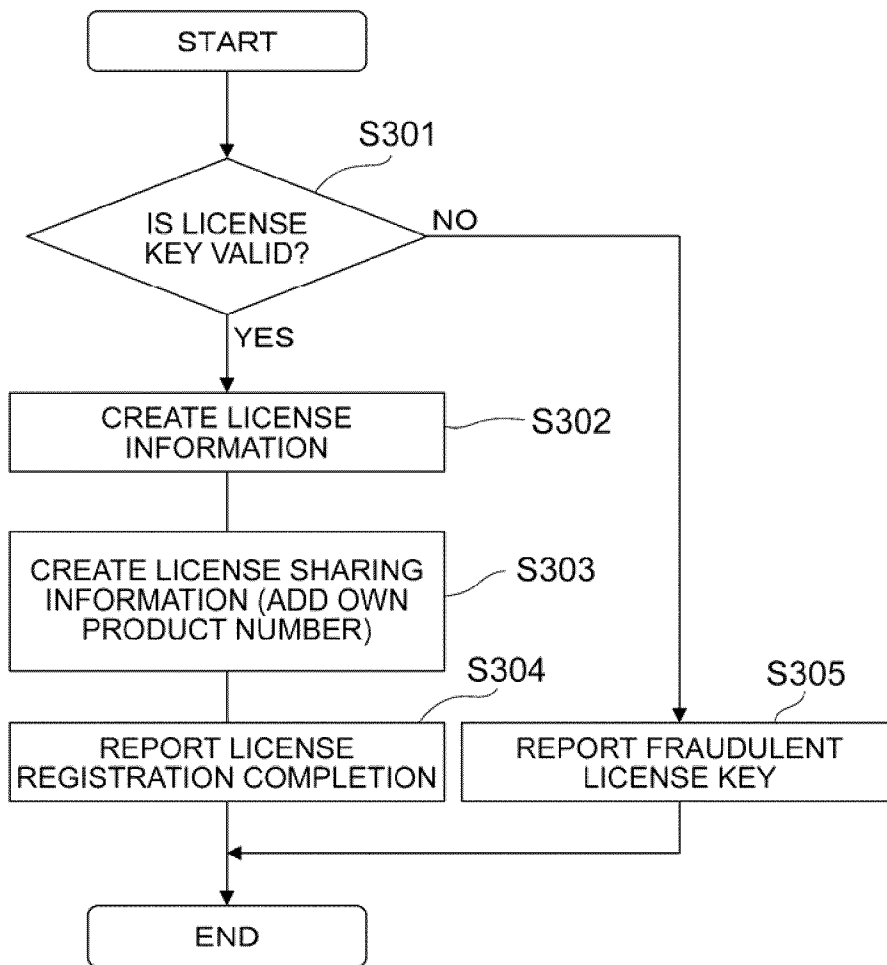 START
S301
IS LICENSE
KEY VALID?
NO
YES
CREATE LICENSE
INFORMATION
S302
CREATE LICENSE SHARING
INFORMATION (ADD OWN
PRODUCT NUMBER)
S303
S304
REPORT LICENSE
REGISTRATION COMPLETION
S305
REPORT FRAUDULENT
LICENSE KEY
END